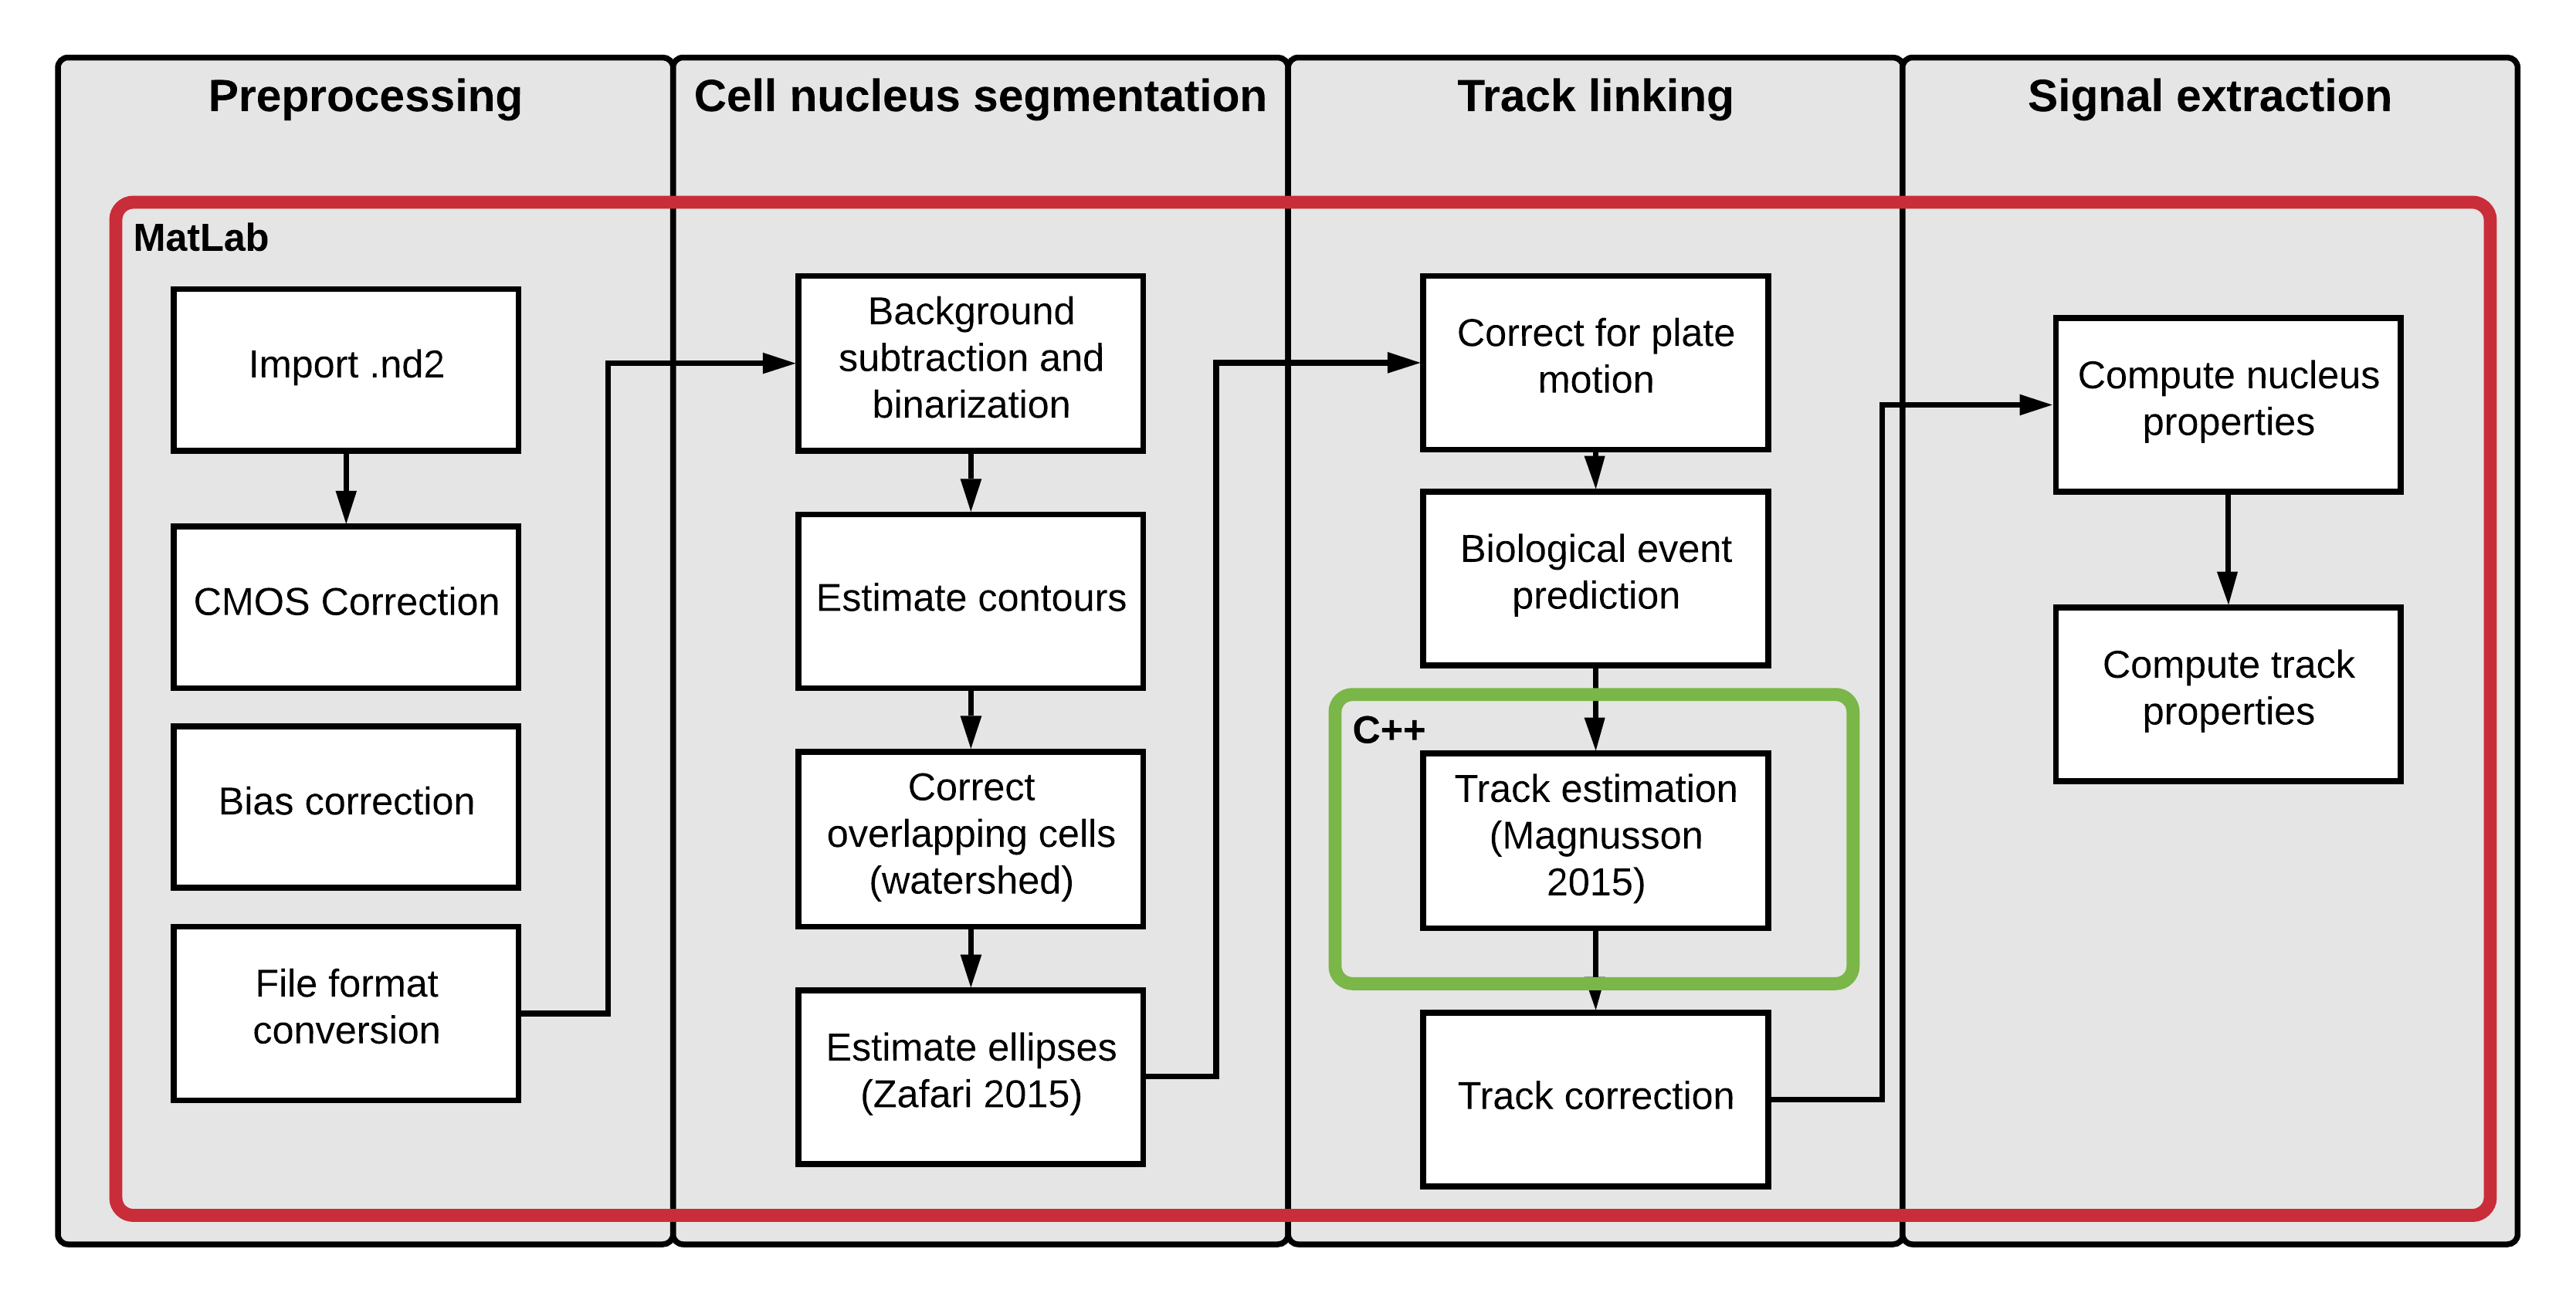 Preprocessing
Cell nucleus segmentation
Track linking
Signal extraction
MatLab
Import .nd2
CMOS Correction
Bias correction
File format
conversion
Background
subtraction and
binarization
Estimate contours
Correct
overlapping cells
(watershed)
Estimate ellipses
(Zafari 2015)
Correct for plate
motion
Biological event
prediction
C++
Track estimation
(Magnusson
2015)
Track correction
Compute nucleus
properties
Compute track
properties